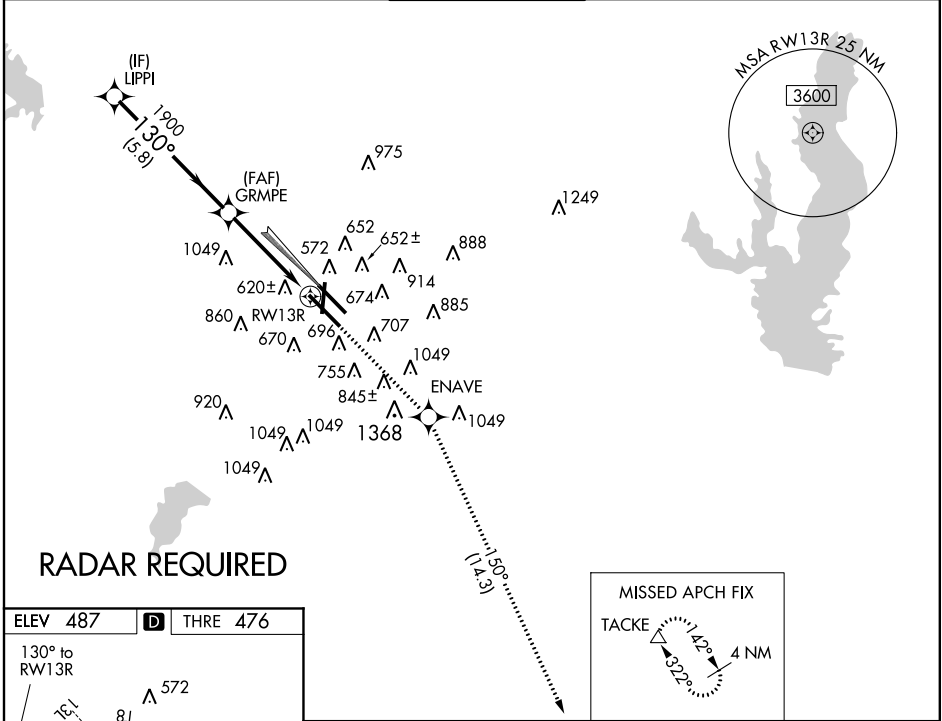 MSA RW13R 25 NM
3600
(IF)
LIPPI
1900
130°
(5.8)
(FAF)
GRMPE
975
1249
1049
572
652
652±
888
914
620±
674
885
RW13R
860
696
707
670
1049
755
845±
ENAVE
920
1368
1049
1049
1049
1049
150°
(14.3)
RADAR REQUIRED
MISSED APCH FIX
TACKE
142°
322°
4 NM
ELEV 487
D
THRE 476
130° to
RW13R
572
13L
18